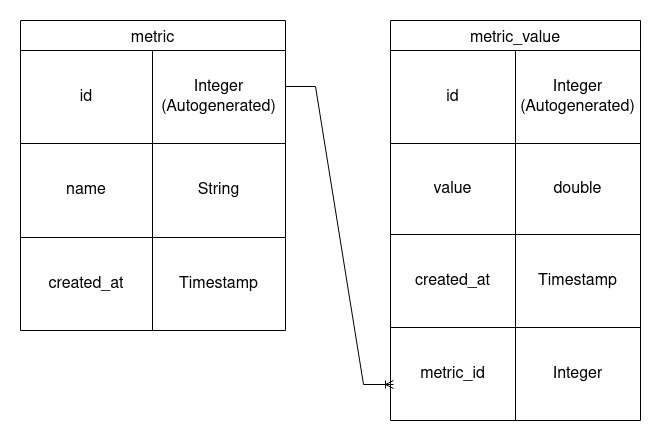 metric
id
Integer
(Autogenerated)
name
String
created_at
Timestamp
metric_value
id
Integer
(Autogenerated)
value
double
created_at
Timestamp
metric_id
Integer